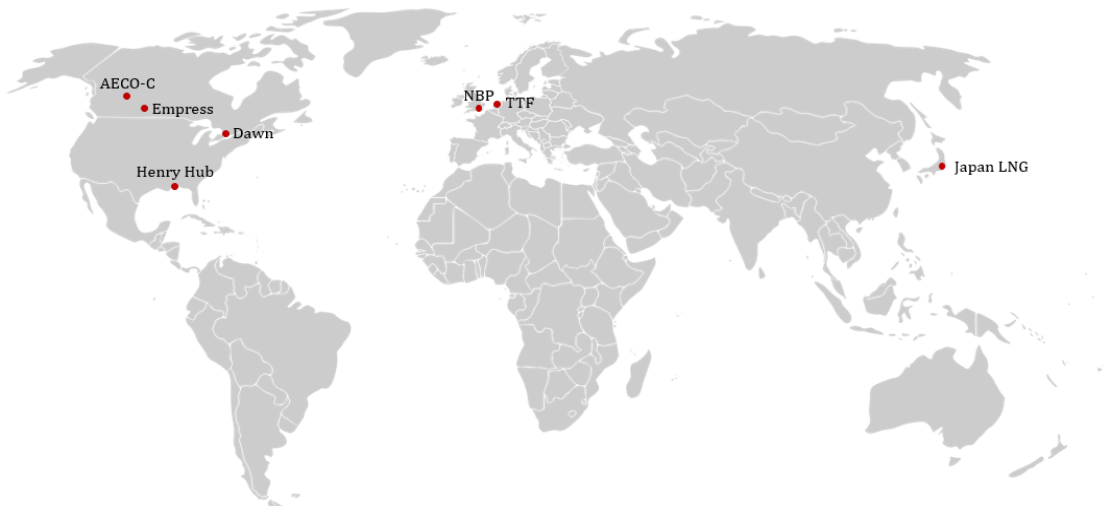 AECO-C
NBP
TTF
Empress
Dawn
Japan LNG
Henry Hub